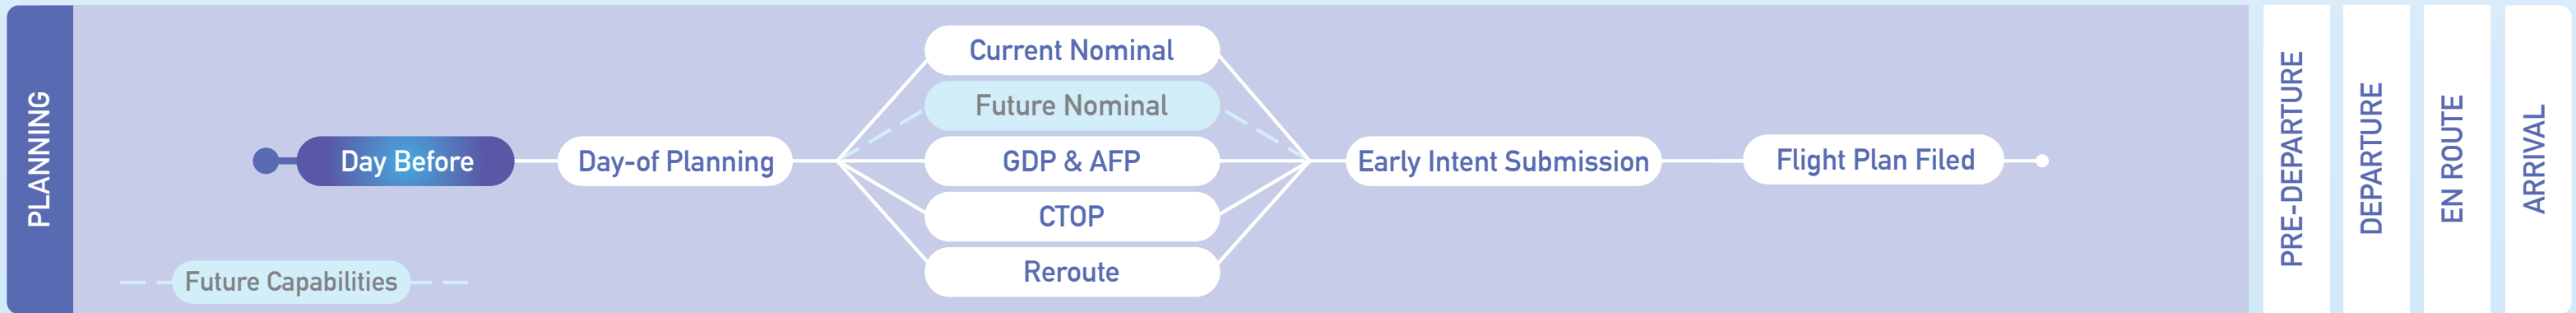 PLANNING
Day Before
Day-of Planning
Current Nominal
Future Nominal
GDP & AFP
CTOP
Reroute
Early Intent Submission
Flight Plan Filed
Future Capabilities
PRE-DEPARTURE
DEPARTURE
EN ROUTE
ARRIVAL